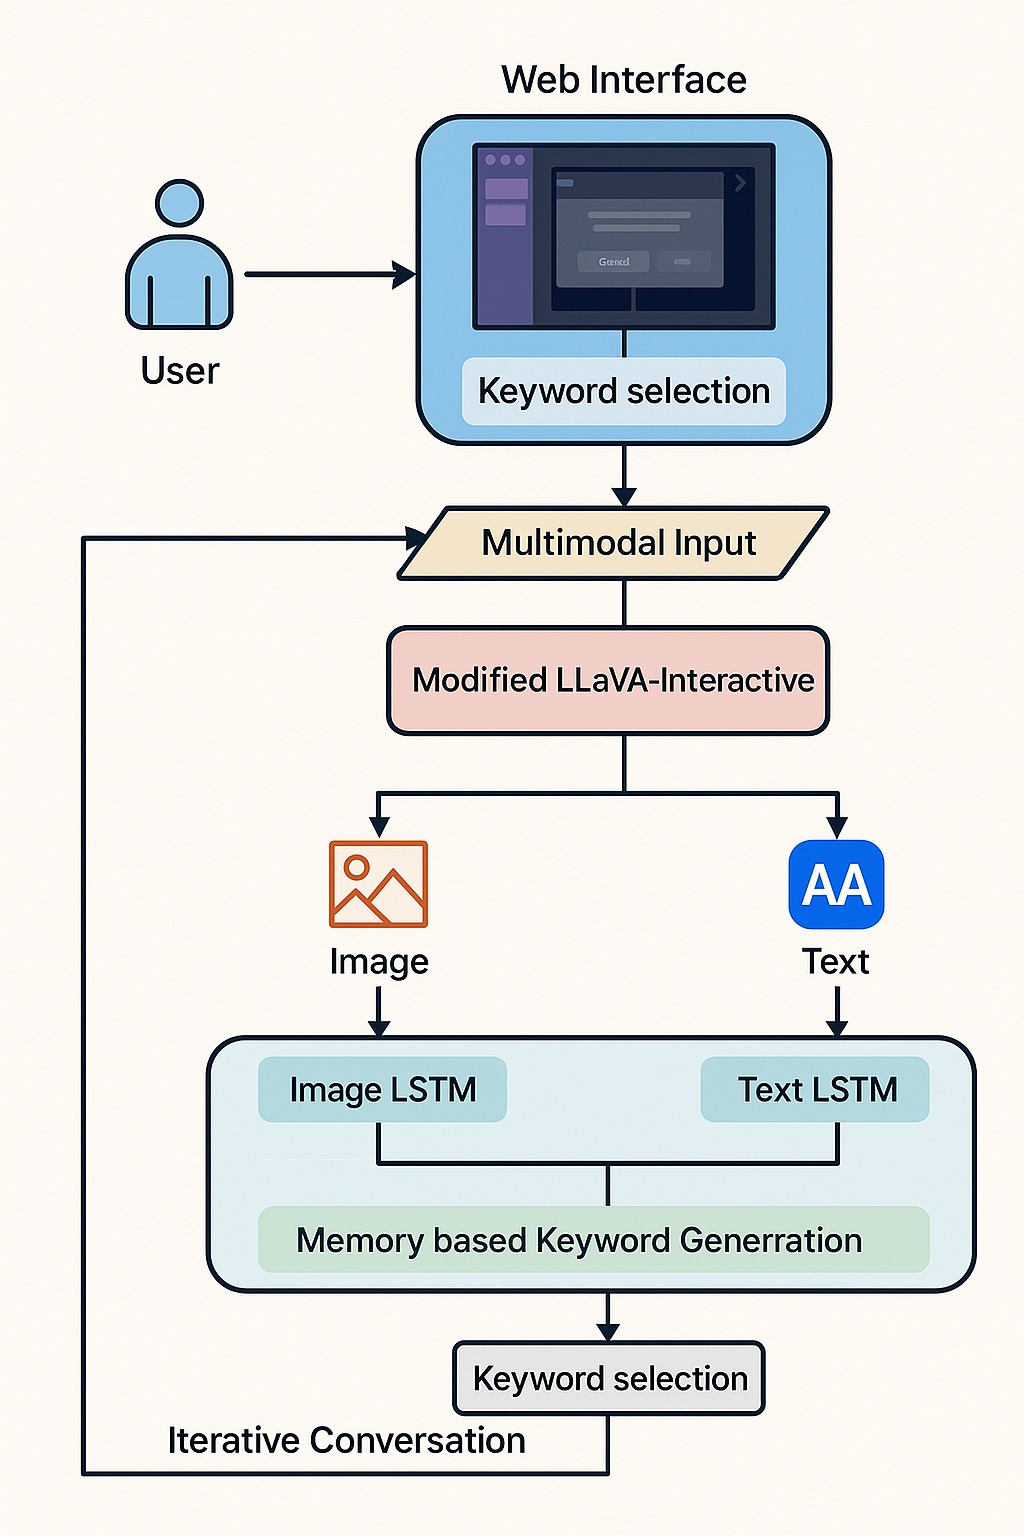 Web Interface
User
Keyword selection
Multimodal Input
Modified LLaVA-Interactive
AA
Image
Text
Image LSTM
Text LSTM
Memory based Keyword Generration
Keyword selection
Iterative Conversation